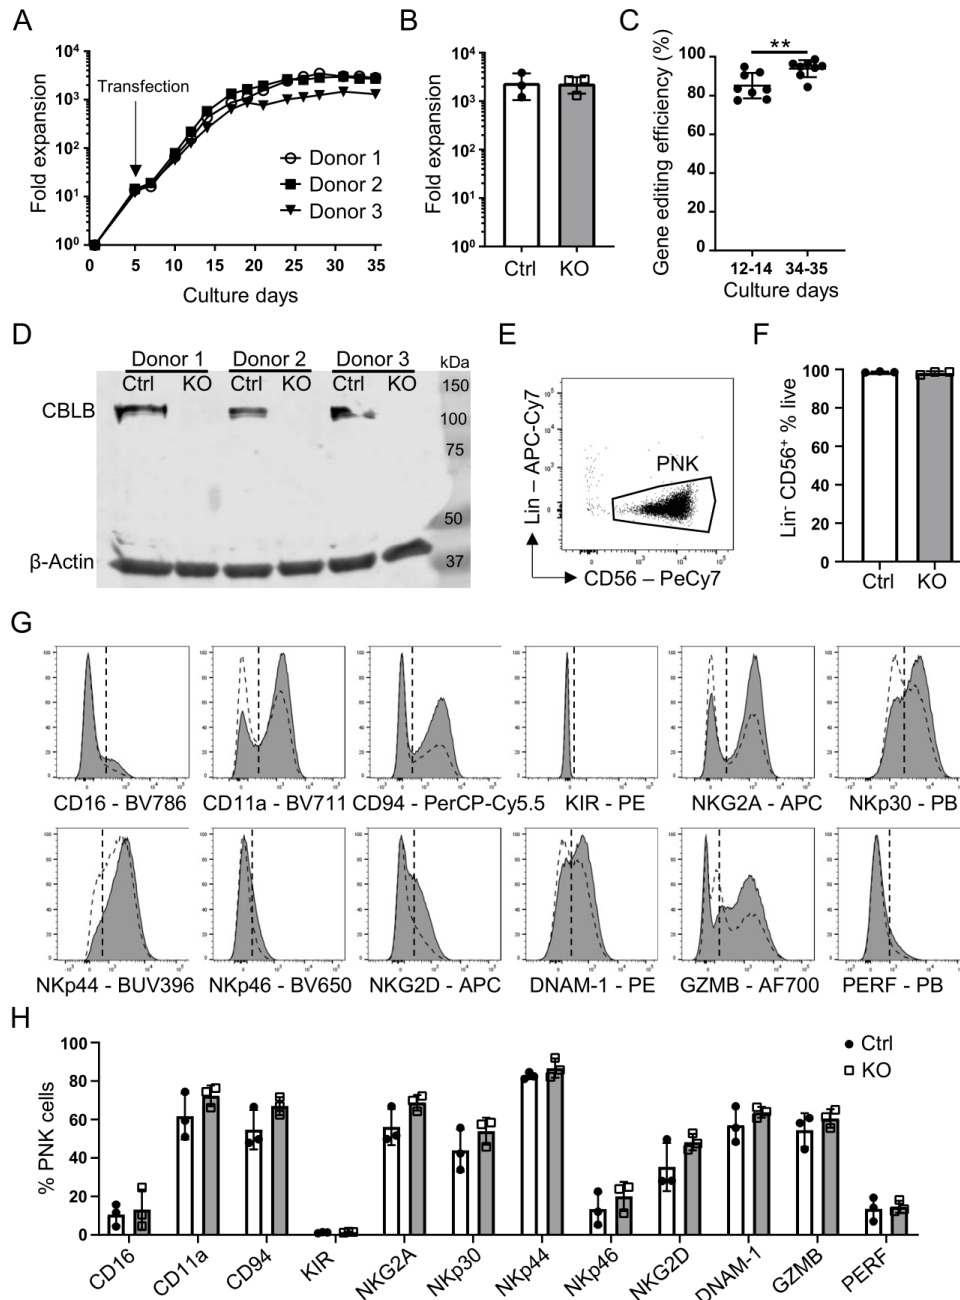 A
B
C
10⁴
10³
10²
10¹
10⁰
Fold expansion
Transfection
Donor 1
Donor 2
Donor 3
0 5 10 15 20 25 30 35
Culture days
10⁴
10³
10²
10¹
10⁰
Fold expansion
Ctrl KO
Gene editing efficiency (%)
**
100
80
60
40
20
0
12-14 34-35
Culture days
D
E
F
Donor 1 Donor 2 Donor 3 kDa
Ctrl KO Ctrl KO Ctrl KO
CBLB
β-Actin
150
100
75
50
37
Lin – APC-Cy7
PNK
CD56 – PeCy7
Lin⁻ CD56⁺ % live
100
80
60
40
20
0
Ctrl KO
G
CD16 - BV786
CD11a - BV711
CD94 - PerCP-Cy5.5
KIR - PE
NKG2A - APC
NKp30 - PB
NKp44 - BUV396
NKp46 - BV650
NKG2D - APC
DNAM-1 - PE
GZMB - AF700
PERF - PB
H
% PNK cells
100
80
60
40
20
0
Ctrl
KO
CD16 CD11a CD94 KIR NKG2A NKp30 NKp44 NKp46 NKG2D DNAM-1 GZMB PERF